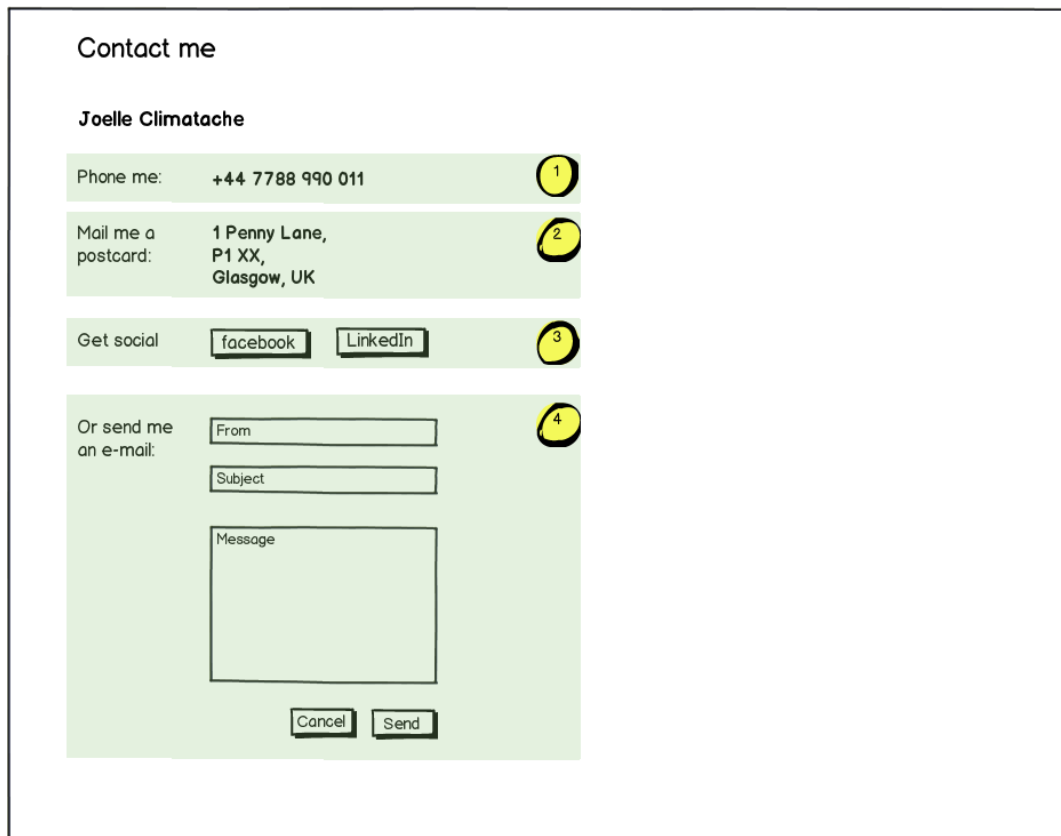 Contact me
Joelle Climatache
Phone me: +44 7788 990 011 1
Mail me a 1 Penny Lane, 2
postcard: P1 XX,
Glasgow, UK
Get social facebook LinkedIn 3
Or send me From 4
an e-mail:
Subject
Message
Cancel Send